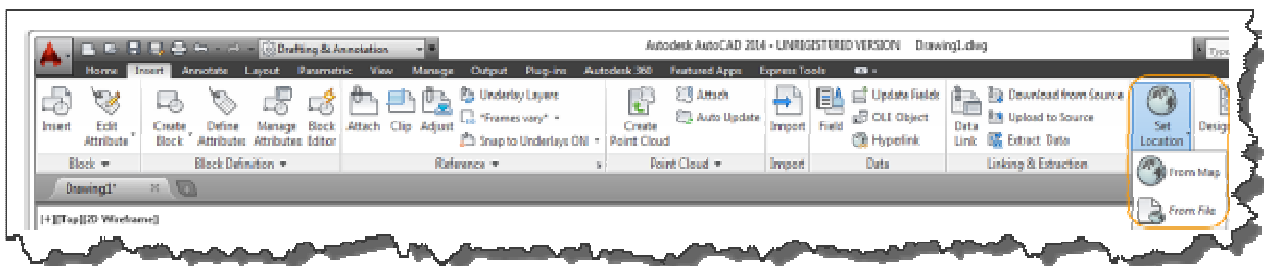 Drafting & Annotation
Autodesk AutoCAD 2014 - UNREGISTERED VERSION Drawing1.dwg
Type
Home Insert Annotate Layout Parametric View Manage Output Plug-ins Autodesk 360 Featured Apps Express Tools
Insert
Edit Attribute
Create Block
Define Attributes
Manage Attributes
Block Editor
Attach
Clip
Adjust
Underlay Layers
*Frames vary*
Snap to Underlays ON!
Create Point Cloud
Attach
Auto Update
Import
Field
Update Fields
OLE Object
Hyperlink
Data Link
Download from Source
Upload to Source
Extract Data
Set Location
Desig
Block
Block Definition
Reference
Point Cloud
Import
Data
Linking & Extraction
From Map
From File
Drawing1*
[+][Top][2D Wireframe]